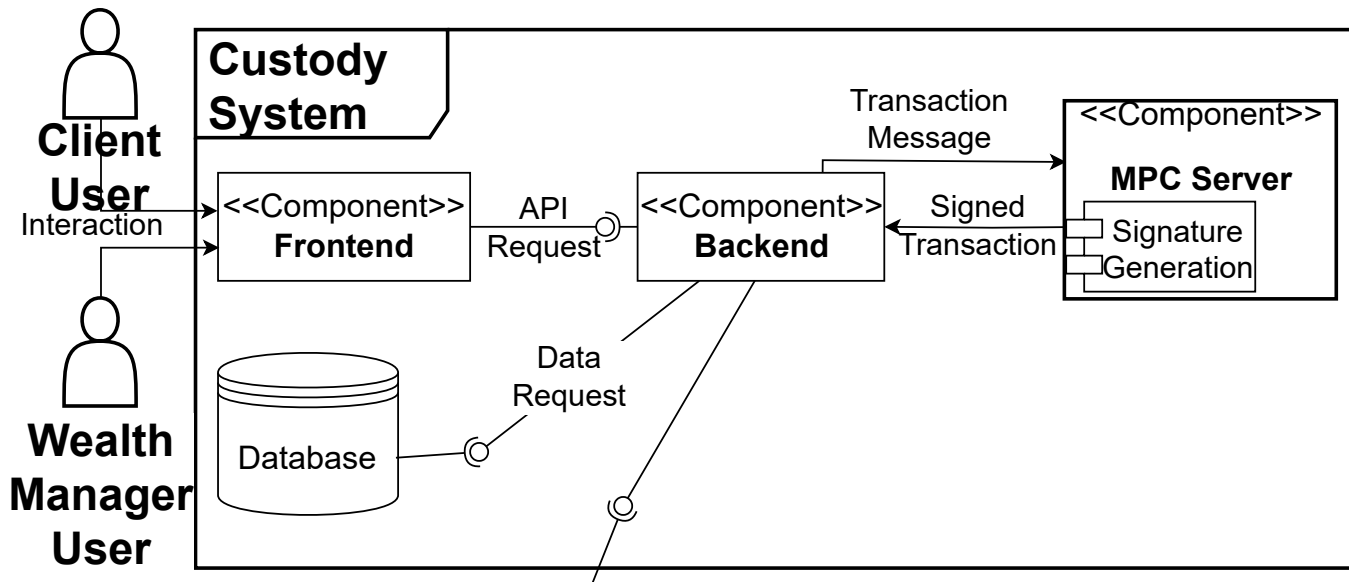 Custody
System
Client
User
Interaction
Wealth
Manager
User
<<Component>>
Frontend
API
Request
<<Component>>
Backend
Transaction
Message
Signed
Transaction
<<Component>>
MPC Server
Signature
Generation
Data
Request
Database